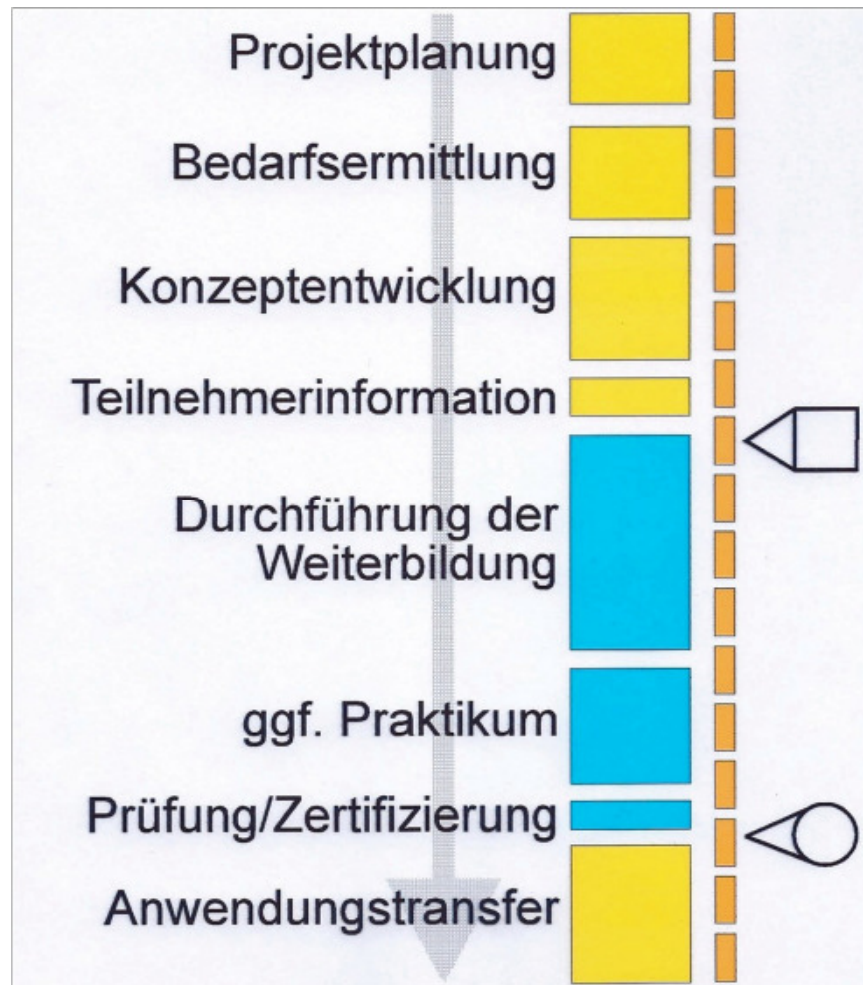 Projektplanung
Bedarfsermittlung
Konzeptentwicklung
Teilnehmerinformation
Durchführung der
Weiterbildung
ggf. Praktikum
Prüfung/Zertifizierung
Anwendungstransfer